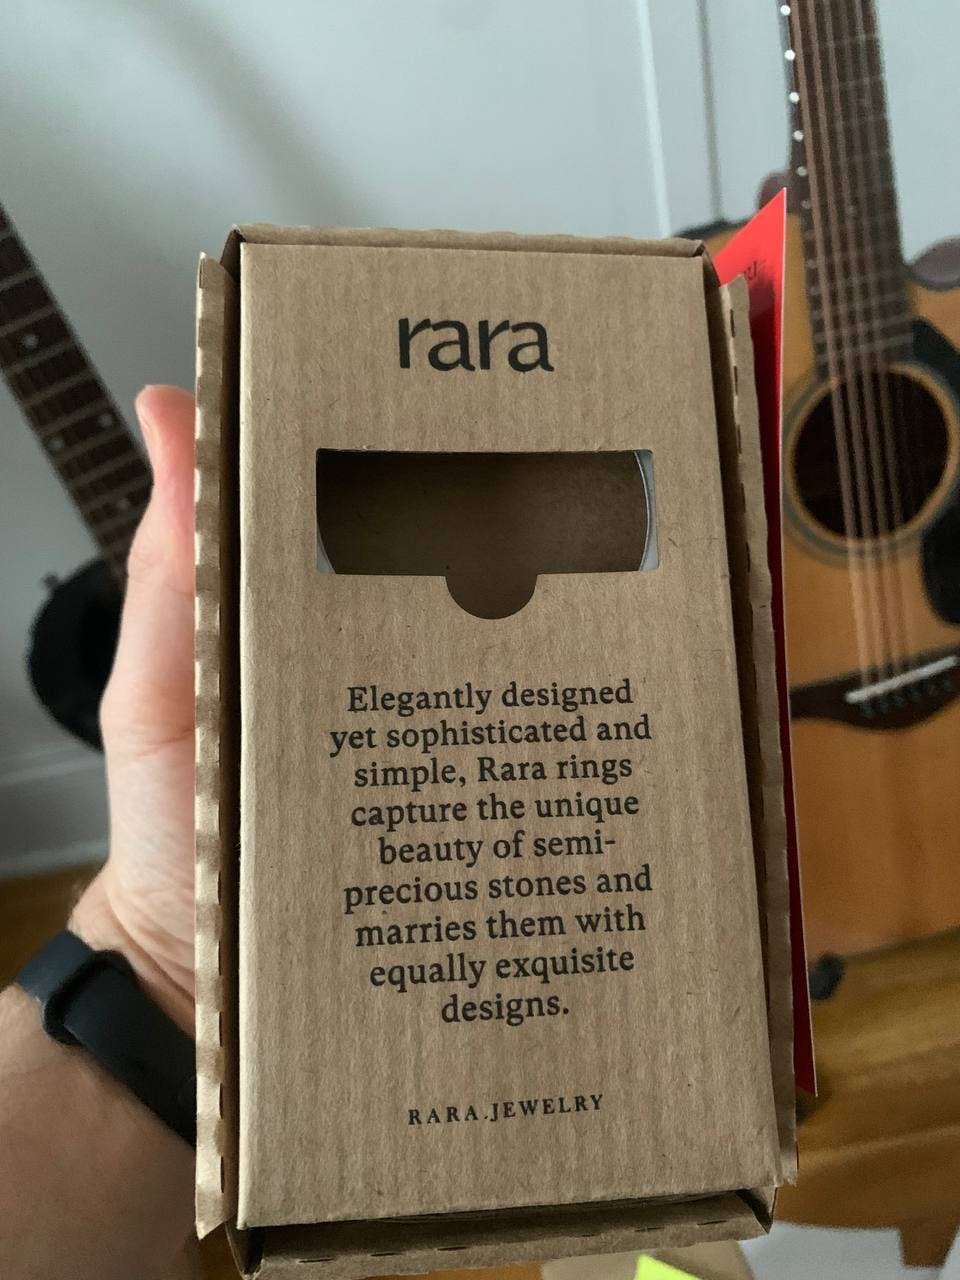 rara
Elegantly designed
yet sophisticated and
simple, Rara rings
capture the unique
beauty of semi-
precious stones and
marries them with
equally exquisite
designs.
RARA.JEWELRY